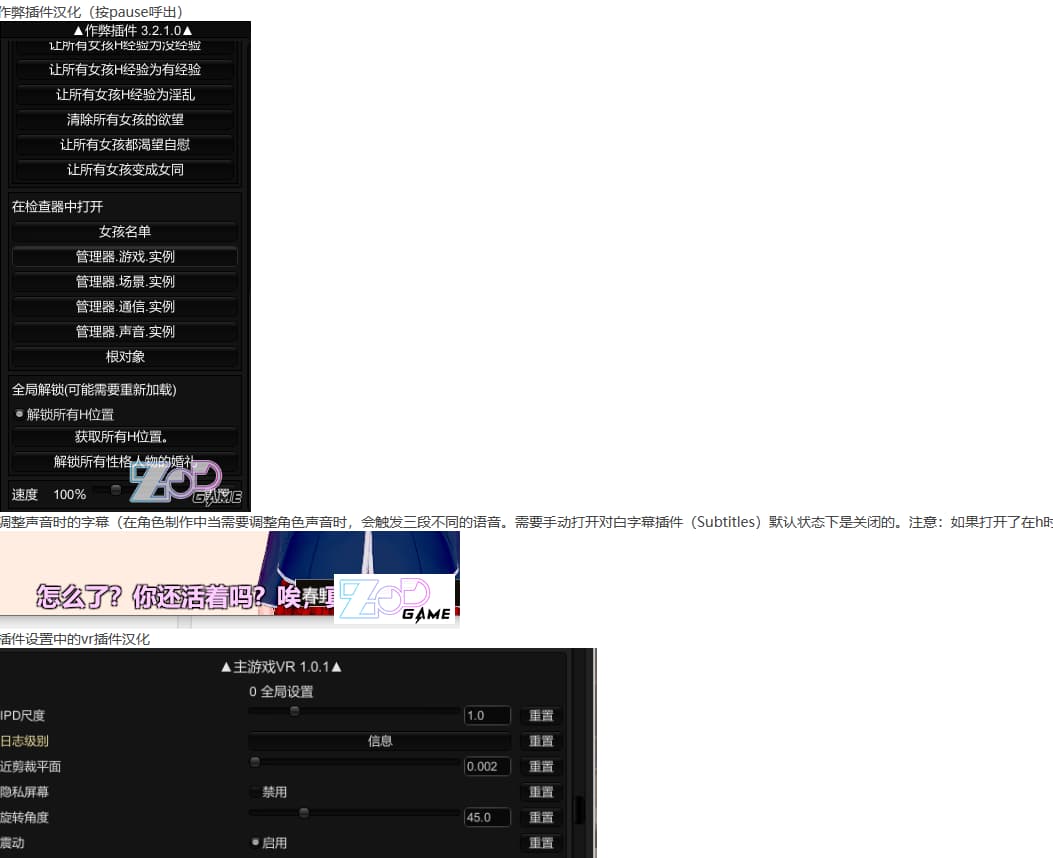 作弊插件汉化（按pause呼出）
▲作弊插件 3.2.1.0▲
让所有女孩H经验为没经验
让所有女孩H经验为有经验
让所有女孩H经验为淫乱
清除所有女孩的欲望
让所有女孩都渴望自慰
让所有女孩变成女同
在检查器中打开
女孩名单
管理器.游戏.实例
管理器.场景.实例
管理器.通信.实例
管理器.声音.实例
根对象
全局解锁(可能需要重新加载)
解锁所有H位置
获取所有H位置。
解锁所有性格人物的婚礼
速度 100%
ZOD GAME
调整声音时的字幕（在角色制作中当需要调整角色声音时，会触发三段不同的语音。需要手动打开对白字幕插件（Subtitles）默认状态下是关闭的。注意：如果打开了在h时
怎么了？你还活着吗？唉，
春野
ZOD GAME
插件设置中的vr插件汉化
▲主游戏VR 1.0.1▲
0 全局设置
IPD尺度 1.0 重置
日志级别 信息 重置
近剪裁平面 0.002 重置
隐私屏幕 禁用 重置
旋转角度 45.0 重置
震动 启用 重置